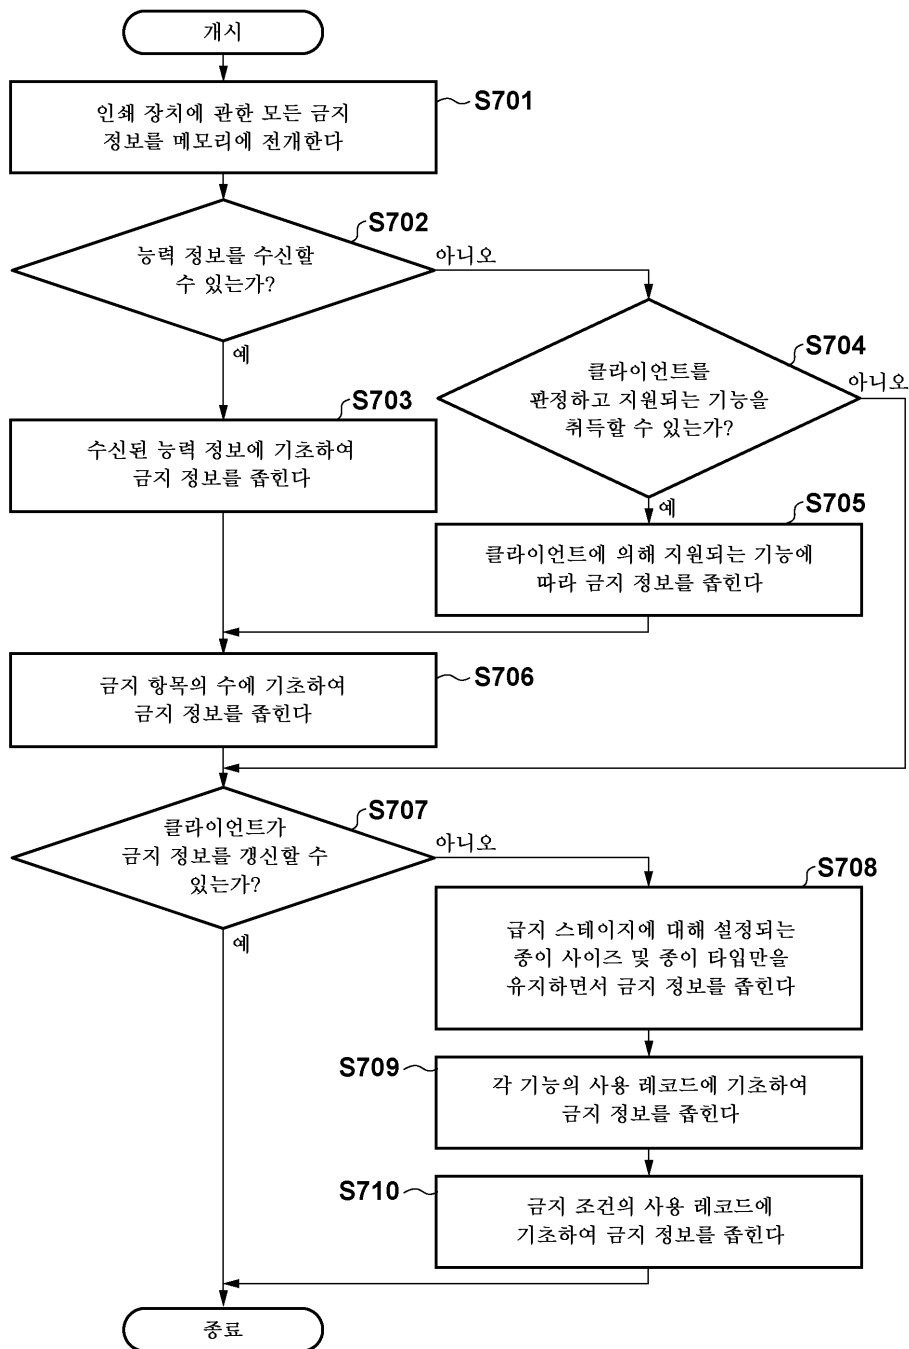 개시
인쇄 장치에 관한 모든 금지
정보를 메모리에 전개한다
S701
능력 정보를 수신할
수 있는가?
S702
아니오
예
클라이언트를
판정하고 지원되는 기능을
취득할 수 있는가?
S704
아니오
예
수신된 능력 정보에 기초하여
금지 정보를 좁힌다
S703
클라이언트에 의해 지원되는 기능에
따라 금지 정보를 좁힌다
S705
금지 항목의 수에 기초하여
금지 정보를 좁힌다
S706
클라이언트가
금지 정보를 갱신할 수
있는가?
S707
아니오
예
급지 스테이지에 대해 설정되는
종이 사이즈 및 종이 타입만을
유지하면서 금지 정보를 좁힌다
S708
각 기능의 사용 레코드에 기초하여
금지 정보를 좁힌다
S709
금지 조건의 사용 레코드에
기초하여 금지 정보를 좁힌다
S710
종료